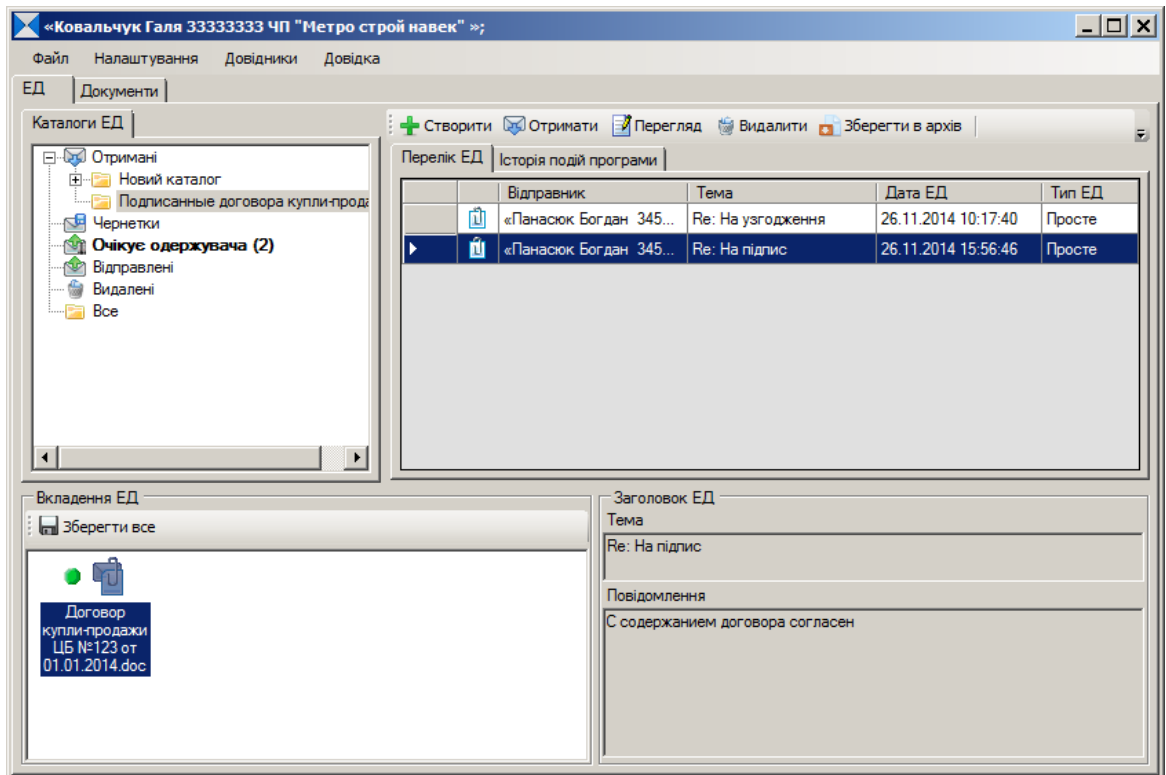 «Ковальчук Галя 33333333 ЧП "Метро строй навек" »;
Файл Налаштування Довідники Довідка
ЕД Документи
Каталоги ЕД
Створити Отримати Перегляд Видалити Зберегти в архів
Отримані
Новий каталог
Подписанные договора купли-прода
Чернетки
Очікує одержувача (2)
Відправлені
Видалені
Все
Перелік ЕД Історія подій програми
Відправник Тема Дата ЕД Тип ЕД
«Панасюк Богдан 345... Re: На узгодження 26.11.2014 10:17:40 Просте
«Панасюк Богдан 345... Re: На підпис 26.11.2014 15:56:46 Просте
Вкладення ЕД
Зберегти все
Договор
купли-продажи
ЦБ №123 от
01.01.2014.doc
Заголовок ЕД
Тема
Re: На підпис
Повідомлення
С содержанием договора согласен